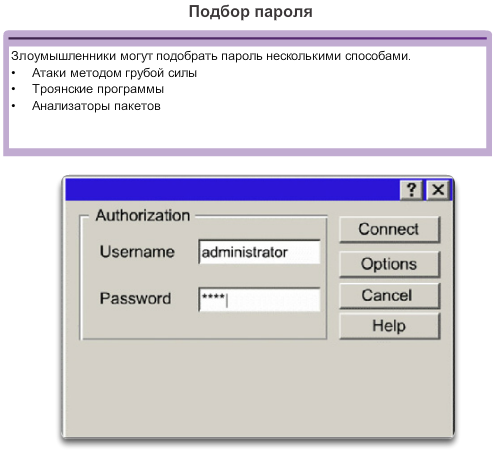 Подбор пароля
Злоумышленники могут подобрать пароль несколькими способами.
• Атаки методом грубой силы
• Троянские программы
• Анализаторы пакетов
? X
Authorization
Connect
Username administrator
Options
Password ****
Cancel
Help